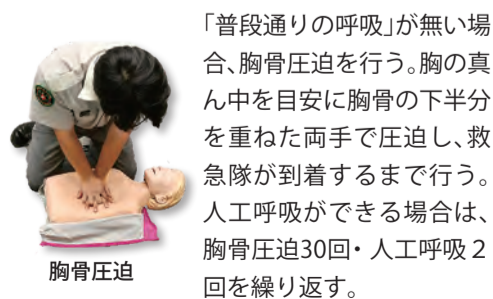 「普段通りの呼吸」が無い場
合、胸骨圧迫を行う。胸の真
ん中を目安に胸骨の下半分
を重ねた両手で圧迫し、救
急隊が到着するまで行う。
人工呼吸ができる場合は、
胸骨圧迫30回・人工呼吸２
回を繰り返す。
胸骨圧迫